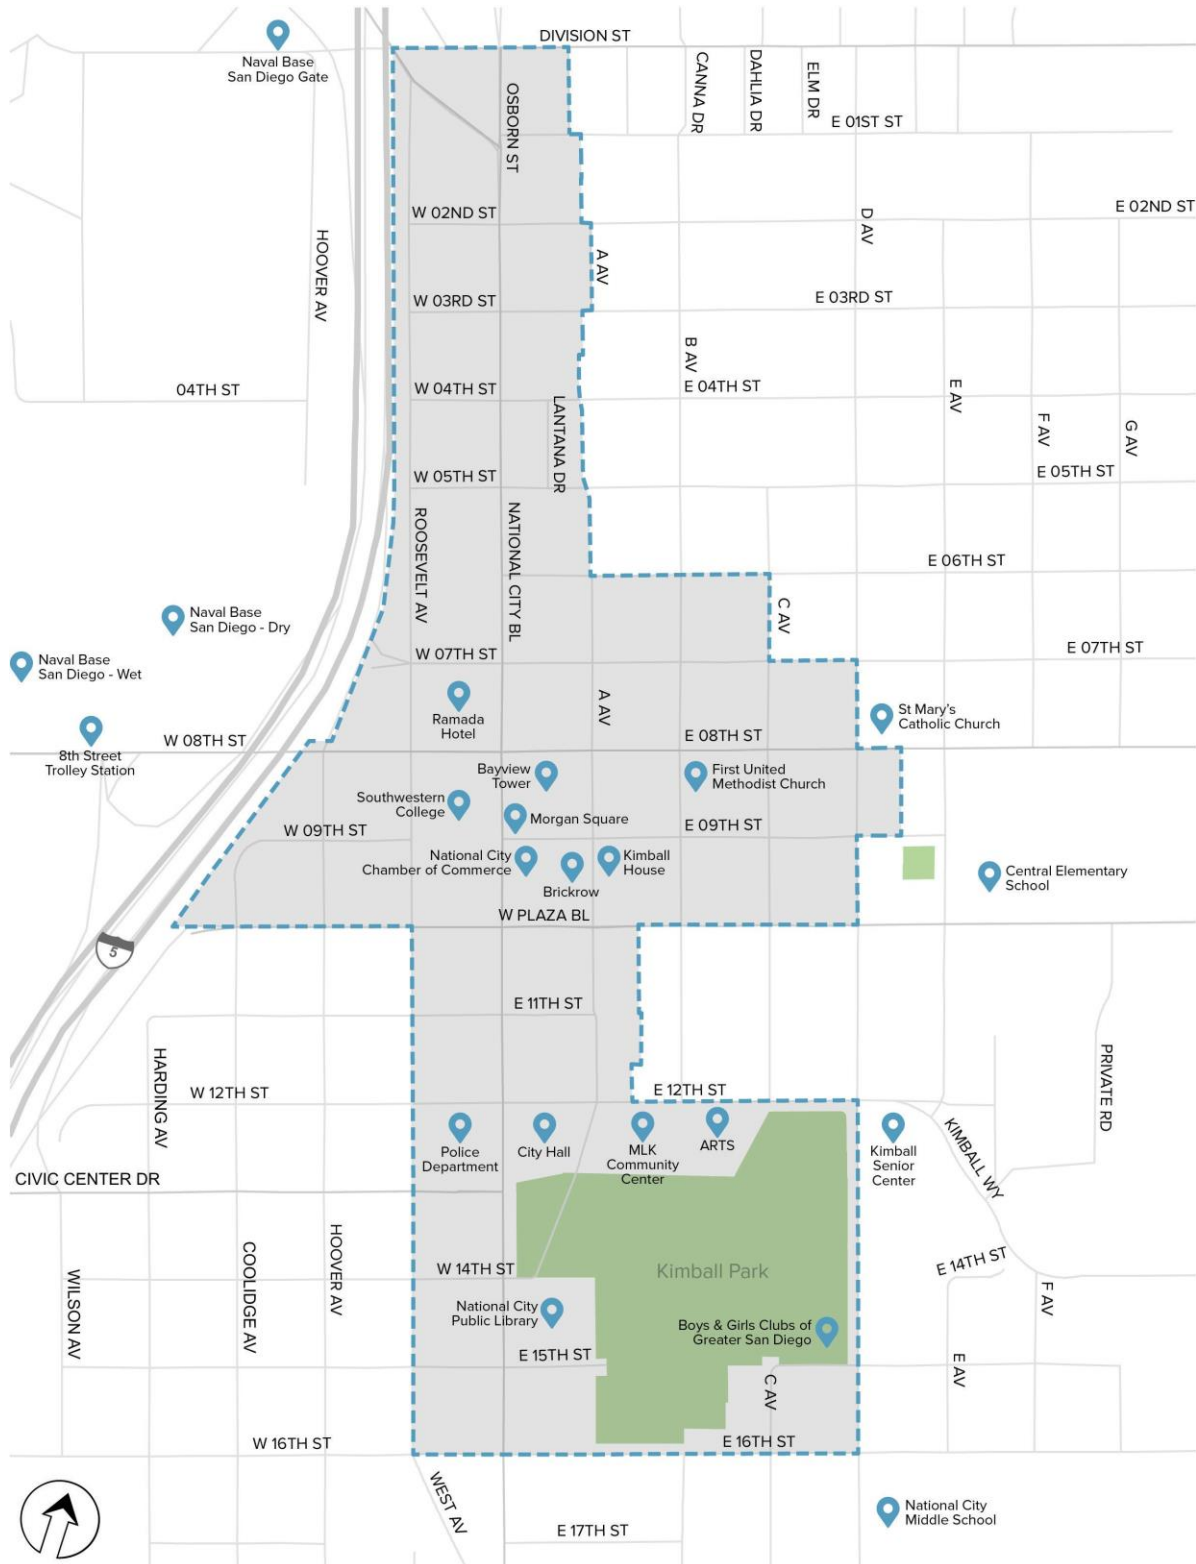 DIVISION ST
Naval Base
San Diego Gate
CANNA DR
DAHLIA DR
ELM DR
OSBORN ST
E 01ST ST
W 02ND ST
E 02ND ST
D AV
HOOVER AV
A AV
W 03RD ST
E 03RD ST
B AV
04TH ST
W 04TH ST
E 04TH ST
E AV
LANTANA DR
F AV
G AV
W 05TH ST
E 05TH ST
ROOSEVELT AV
NATIONAL CITY BL
E 06TH ST
C AV
Naval Base
San Diego - Dry
Naval Base
San Diego - Wet
W 07TH ST
E 07TH ST
A AV
Ramada
Hotel
St Mary's
Catholic Church
W 08TH ST
E 08TH ST
8th Street
Trolley Station
Bayview
Tower
First United
Methodist Church
Southwestern
College
Morgan Square
W 09TH ST
E 09TH ST
National City
Chamber of Commerce
Kimball
House
Brickrow
Central Elementary
School
W PLAZA BL
5
E 11TH ST
HARDING AV
PRIVATE RD
W 12TH ST
E 12TH ST
KIMBALL WY
Police
Department
City Hall
MLK
Community
Center
ARTS
Kimball
Senior
Center
CIVIC CENTER DR
HOOVER AV
COOLIDGE AV
WILSON AV
W 14TH ST
Kimball Park
E 14TH ST
F AV
National City
Public Library
Boys & Girls Clubs of
Greater San Diego
E 15TH ST
E AV
C AV
W 16TH ST
E 16TH ST
WEST AV
National City
Middle School
E 17TH ST